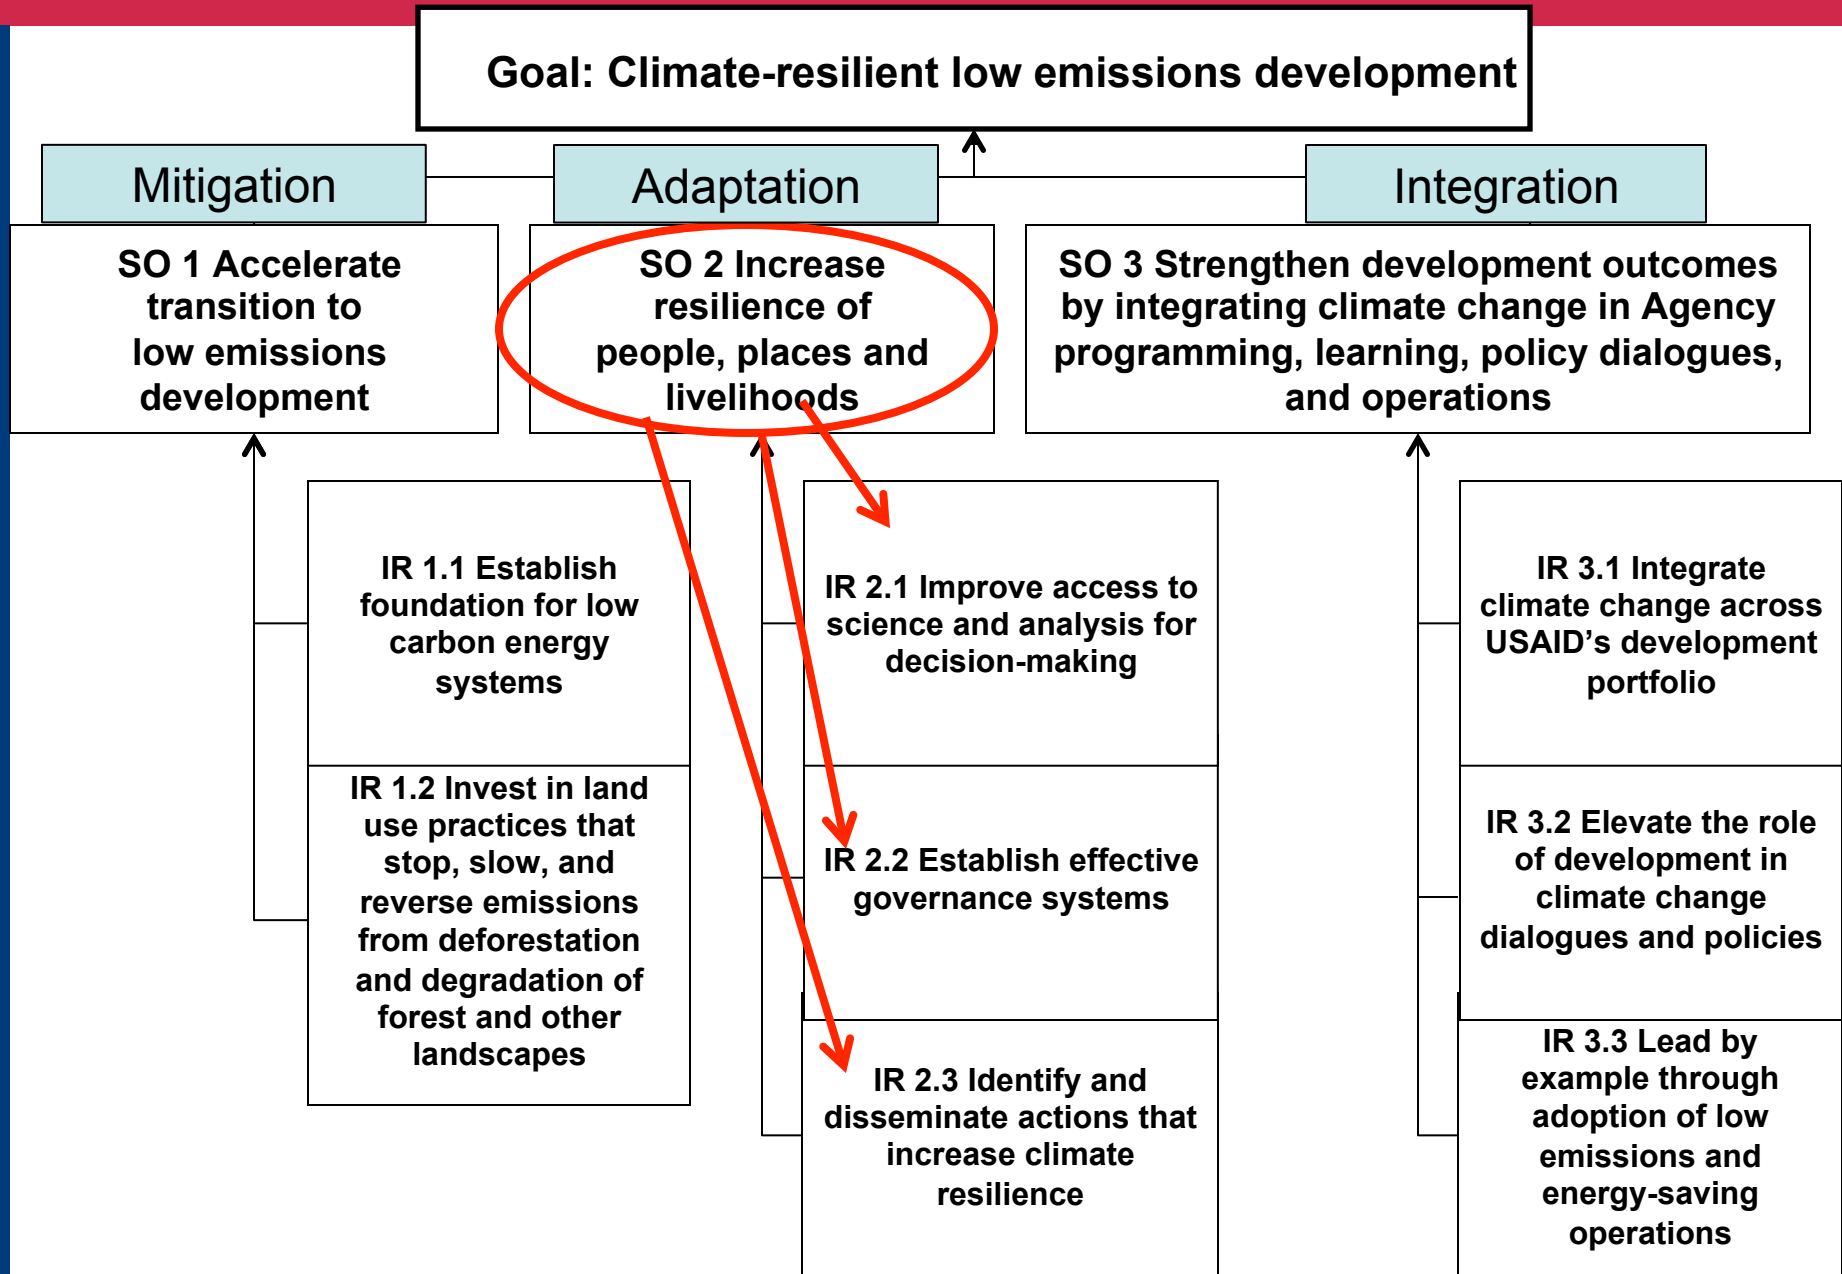 Goal: Climate-resilient low emissions development
Mitigation
SO 1 Accelerate
transition to
low emissions
development
IR 1.1 Establish
foundation for low
carbon energy
systems
IR 1.2 Invest in land
use practices that
stop, slow, and
reverse emissions
from deforestation
and degradation of
forest and other
landscapes
Adaptation
SO 2 Increase
resilience of
people, places and
livelihoods
IR 2.1 Improve access to
science and analysis for
decision-making
IR 2.2 Establish effective
governance systems
IR 2.3 Identify and
disseminate actions that
increase climate
resilience
Integration
SO 3 Strengthen development outcomes
by integrating climate change in Agency
programming, learning, policy dialogues,
and operations
IR 3.1 Integrate
climate change across
USAID’s development
portfolio
IR 3.2 Elevate the role
of development in
climate change
dialogues and policies
IR 3.3 Lead by
example through
adoption of low
emissions and
energy-saving
operations